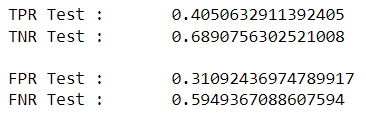 TPR Test :       0.4050632911392405
TNR Test :       0.6890756302521008
FPR Test :       0.31092436974789917
FNR Test :       0.5949367088607594